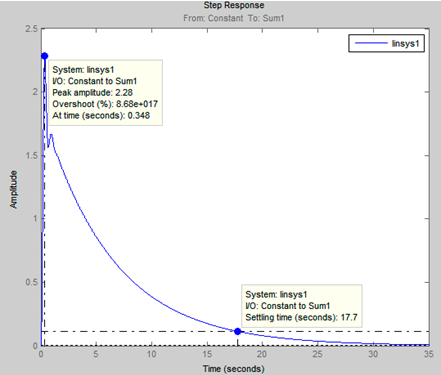 Step Response
From: Constant To: Sum1
linsys1
System: linsys1
I/O: Constant to Sum1
Peak amplitude: 2.28
Overshoot (%): 8.68e+017
At time (seconds): 0.348
System: linsys1
I/O: Constant to Sum1
Settling time (seconds): 17.7
Amplitude
2.5
2
1.5
1
0.5
0
0 5 10 15 20 25 30 35
Time (seconds)